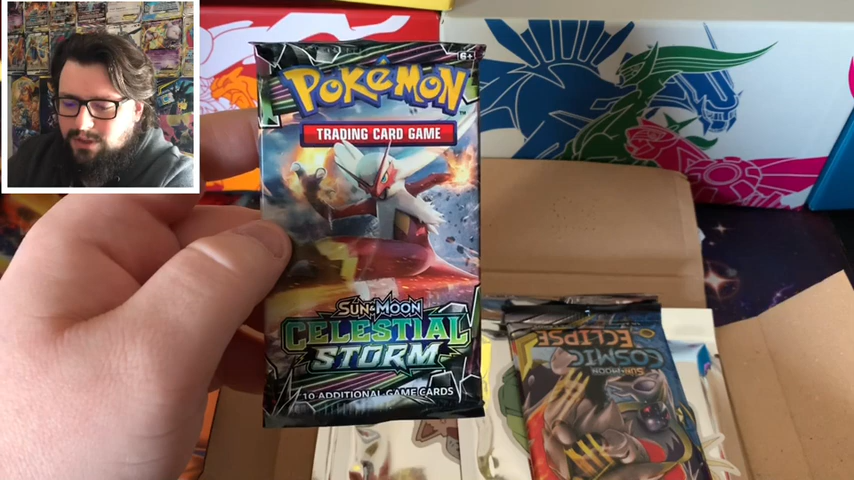 6+
POKéMON
TRADING CARD GAME
SUN & MOON
CELESTIAL
STORM
10 ADDITIONAL GAME CARDS
SUN & MOON
COSMIC
ECLIPSE